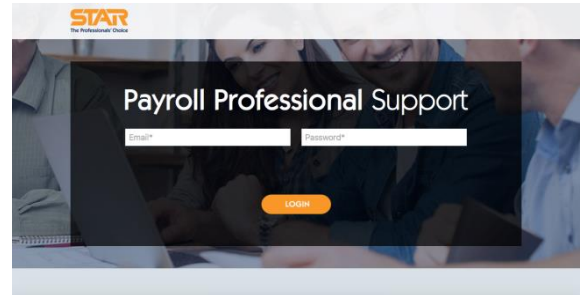 STAR
The Professionals' Choice
Payroll Professional Support
Email*
Password*
LOGIN